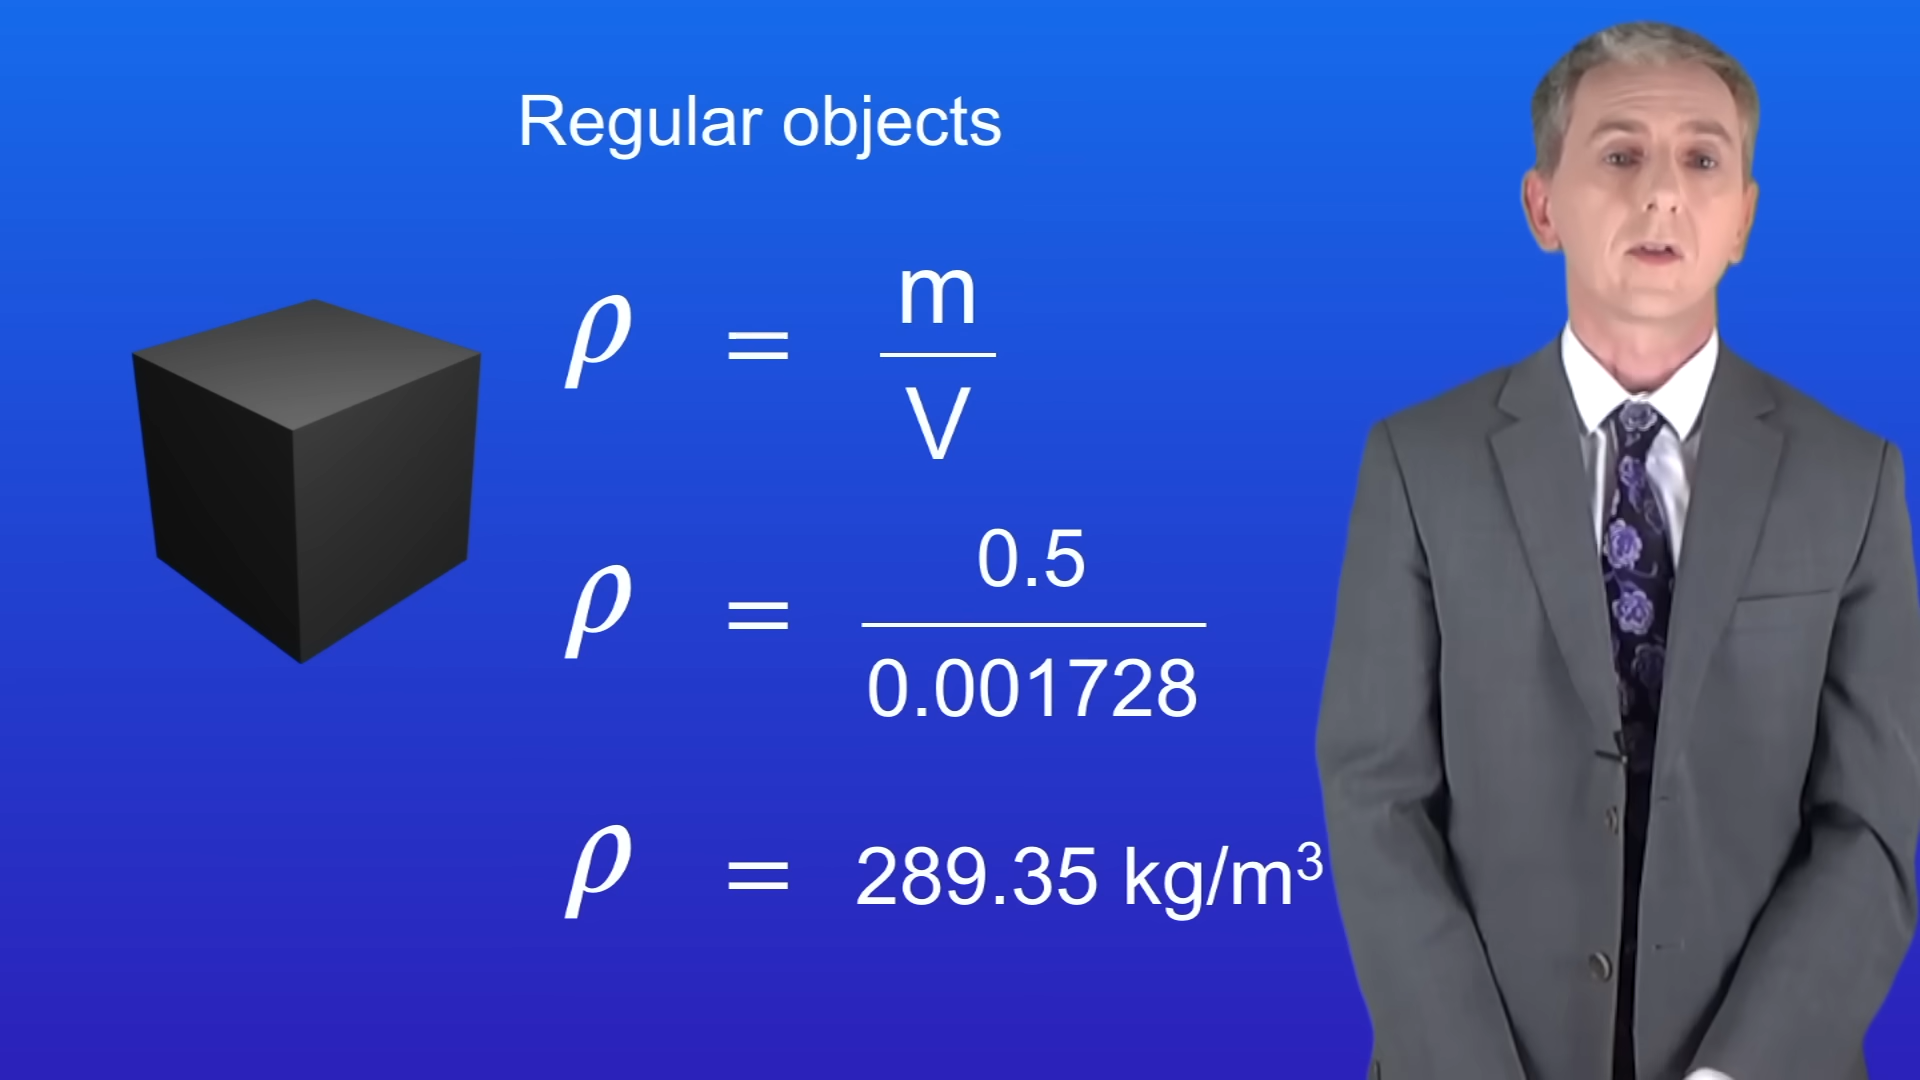 Regular objects
ρ = m/V
ρ = 0.5/0.001728
ρ = 289.35 kg/m³